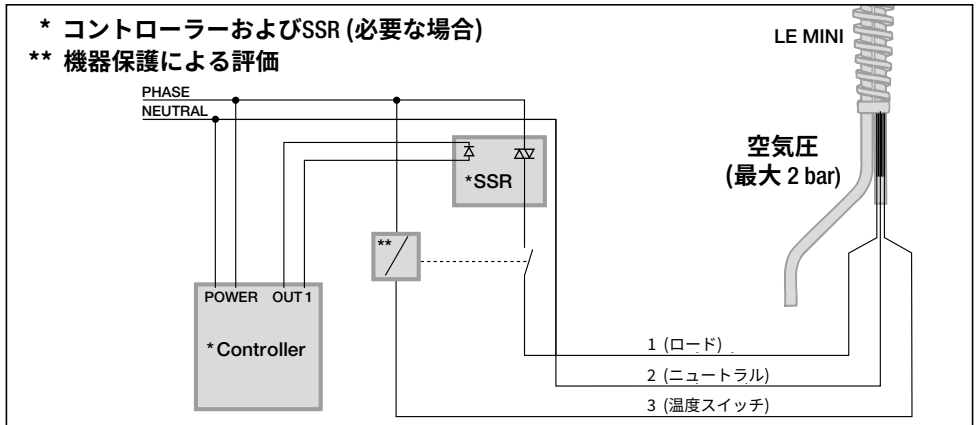 * コントローラーおよびSSR (必要な場合)
** 機器保護による評価
LE MINI
PHASE
NEUTRAL
空気圧
(最大 2 bar)
*SSR
**
POWER OUT 1
*Controller
1 (ロード)
2 (ニュートラル)
3 (温度スイッチ)